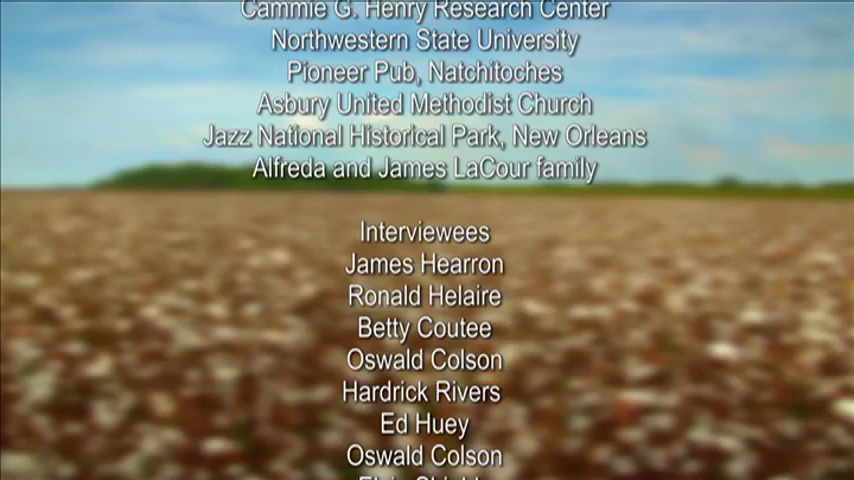 Cammie G. Henry Research Center
Northwestern State University
Pioneer Pub, Natchitoches
Asbury United Methodist Church
Jazz National Historical Park, New Orleans
Alfreda and James LaCour family
Interviewees
James Hearron
Ronald Helaire
Betty Coutee
Oswald Colson
Hardrick Rivers
Ed Huey
Oswald Colson